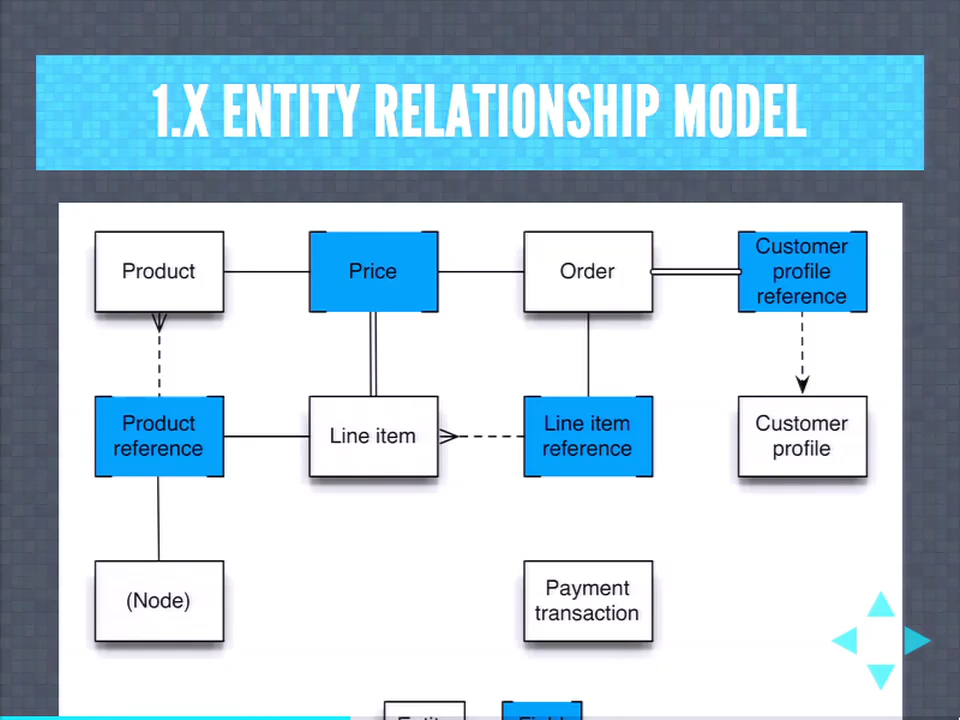 1.X ENTITY RELATIONSHIP MODEL
Product
Price
Order
Customer
profile
reference
Product
reference
Line item
Line item
reference
Customer
profile
(Node)
Payment
transaction